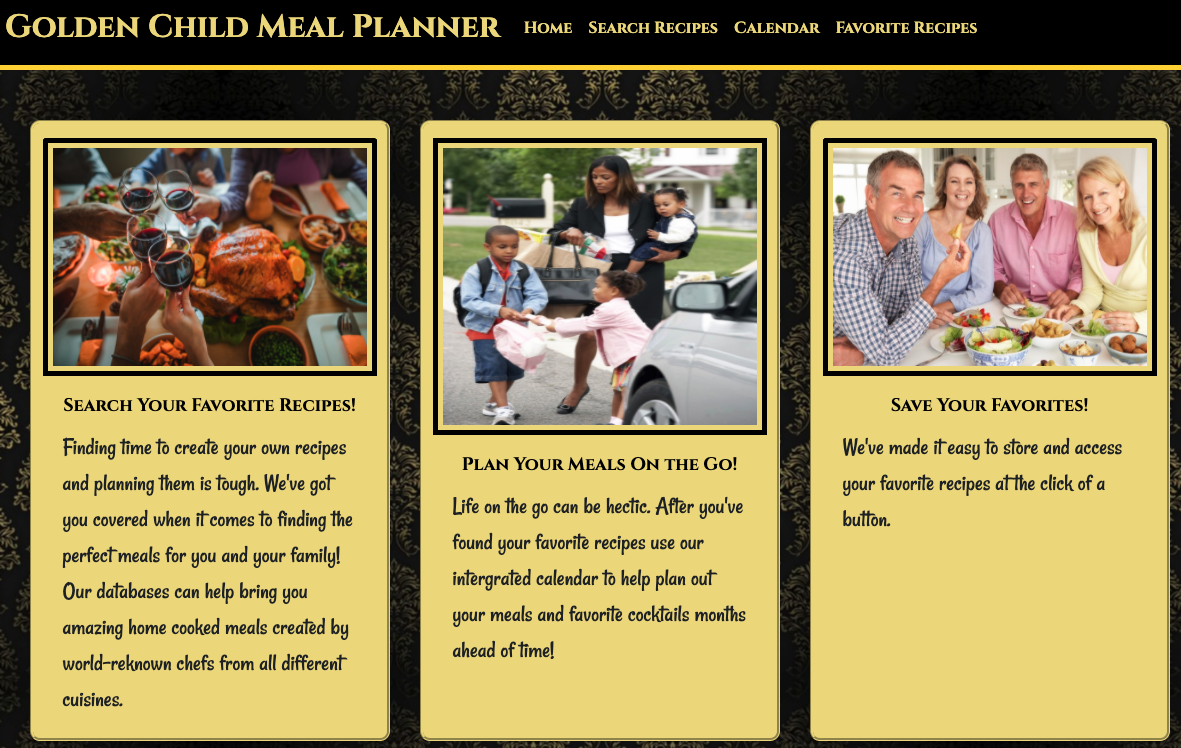 Golden Child Meal Planner
Home Search Recipes Calendar Favorite Recipes
Search Your Favorite Recipes!
Finding time to create your own recipes
and planning them is tough. We've got
you covered when it comes to finding the
perfect meals for you and your family!
Our databases can help bring you
amazing home cooked meals created by
world-reknown chefs from all different
cuisines.
Plan Your Meals On the Go!
Life on the go can be hectic. After you've
found your favorite recipes use our
intergrated calendar to help plan out
your meals and favorite cocktails months
ahead of time!
Save Your Favorites!
We've made it easy to store and access
your favorite recipes at the click of a
button.